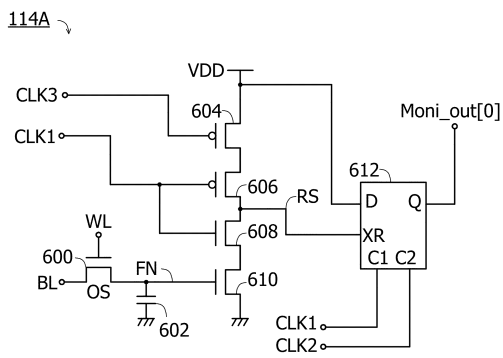 114A
VDD
CLK3
604
Moni_out[0]
CLK1
612
606
RS
D
Q
WL
608
XR
600
FN
610
C1
C2
BL
OS
602
CLK1
CLK2